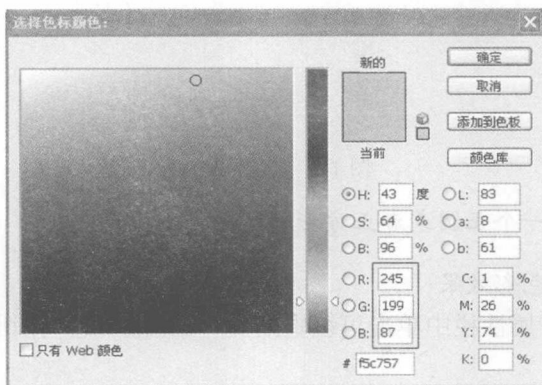 选择色标颜色：
新的
当前
确定
取消
添加到色板
颜色库
H: 43 度
S: 64 %
B: 96 %
R: 245
G: 199
B: 87
# f5c757
L: 83
a: 8
b: 61
C: 1 %
M: 26 %
Y: 74 %
K: 0 %
只有 Web 颜色